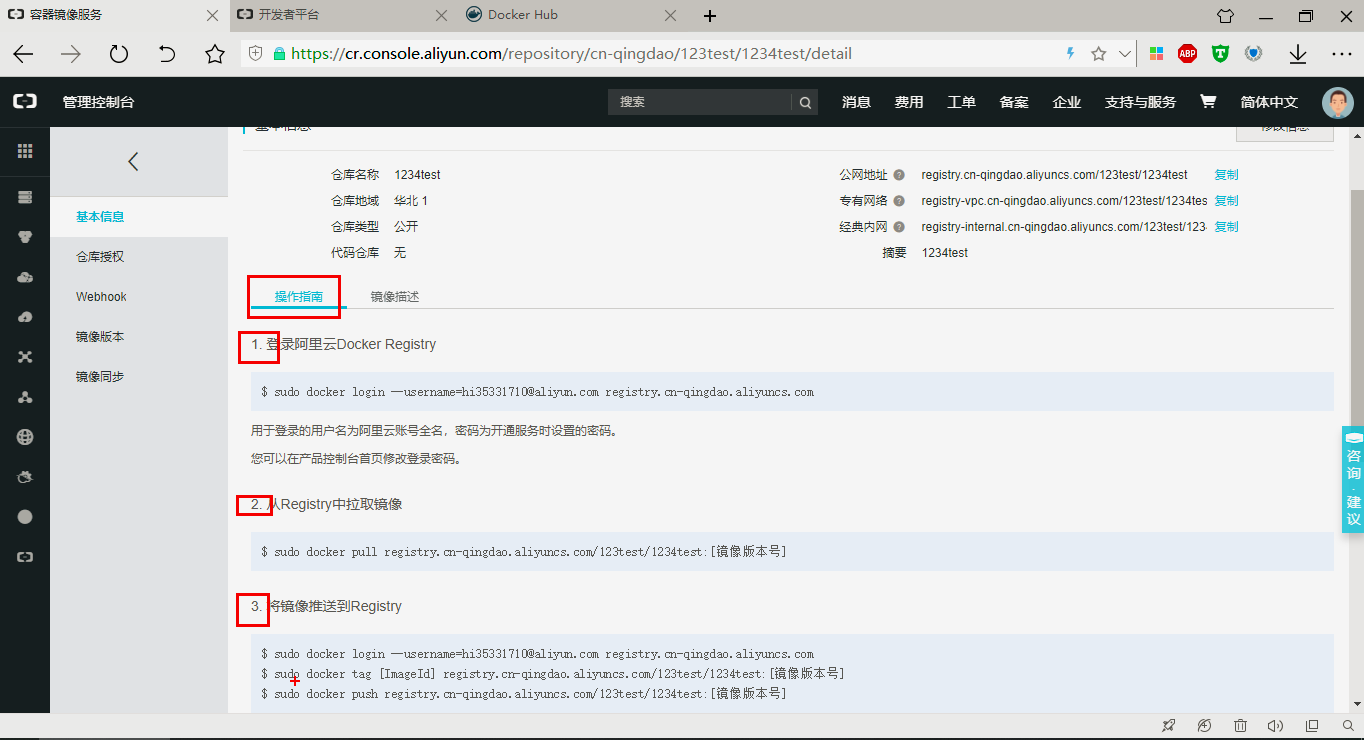 容器镜像服务
开发者平台
Docker Hub
https://cr.console.aliyun.com/repository/cn-qingdao/123test/1234test/detail
ABP
管理控制台
搜索
消息 费用 工单 备案 企业 支持与服务 简体中文
基本信息
修改信息
仓库名称 1234test
公网地址 registry.cn-qingdao.aliyuncs.com/123test/1234test 复制
仓库地域 华北 1
专有网络 registry-vpc.cn-qingdao.aliyuncs.com/123test/1234tes 复制
仓库类型 公开
经典内网 registry-internal.cn-qingdao.aliyuncs.com/123test/123 复制
代码仓库 无
摘要 1234test
基本信息
仓库授权
Webhook
镜像版本
镜像同步
操作指南 镜像描述
1. 登录阿里云Docker Registry
$ sudo docker login --username=hi35331710@aliyun.com registry.cn-qingdao.aliyuncs.com
用于登录的用户名为阿里云账号全名，密码为开通服务时设置的密码。
您可以在产品控制台首页修改登录密码。
2. 从Registry中拉取镜像
$ sudo docker pull registry.cn-qingdao.aliyuncs.com/123test/1234test:[镜像版本号]
3. 将镜像推送到Registry
$ sudo docker login --username=hi35331710@aliyun.com registry.cn-qingdao.aliyuncs.com
$ sudo docker tag [ImageId] registry.cn-qingdao.aliyuncs.com/123test/1234test:[镜像版本号]
$ sudo docker push registry.cn-qingdao.aliyuncs.com/123test/1234test:[镜像版本号]
咨询·建议